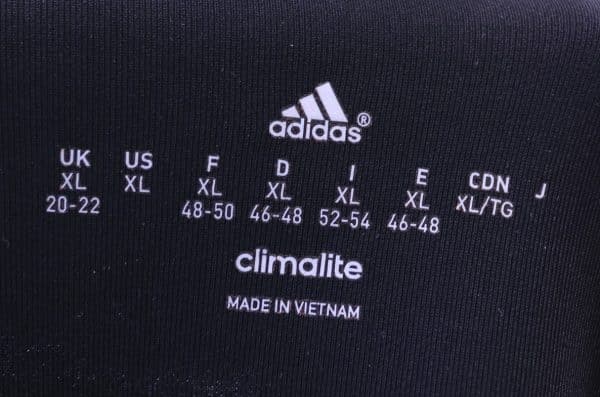 adidas®
UK US F D I E CDN J
XL XL XL XL XL XL XL/TG
20-22 48-50 46-48 52-54 46-48
climalite
MADE IN VIETNAM